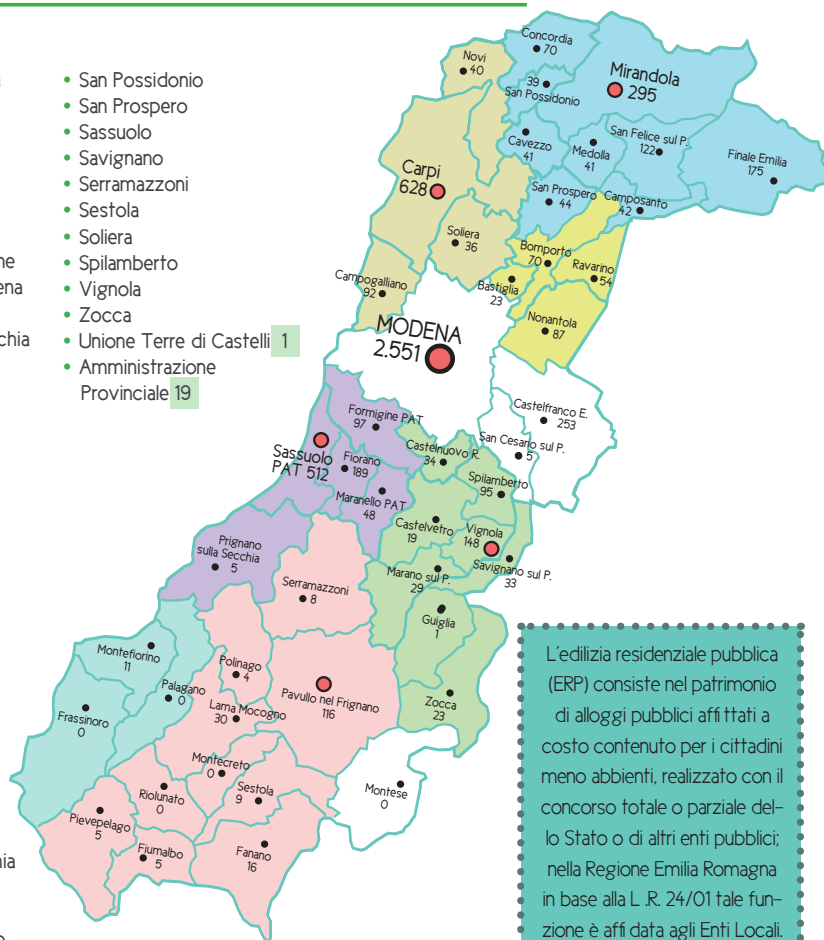 • San Possidonio
• San Prospero
• Sassuolo
• Savignano
• Serramazzoni
• Sestola
• Soliera
• Spilamberto
• Vignola
• Zocca
• Unione Terre di Castelli 1
• Amministrazione
Provinciale 19
Concordia
70
Novi
40
Mirandola
295
39
San Possidonio
Cavezzo
41
Medolla
41
San Felice sul P.
122
Finale Emilia
175
Carpi
628
San Prospero
44
Camposanto
42
Soliera
36
Bomporto
70
Ravarino
54
Bastiglia
23
Campogalliano
92
Nonantola
87
MODENA
2.551
Castelfranco E.
253
San Cesano sul P.
5
Formigine PAT
97
Sassuolo
PAT 512
Fiorano
189
Maranello PAT
48
Castelnuovo R.
34
Spilamberto
95
Castelvetro
19
Vignola
148
Savignano sul P.
33
Marano sul P.
29
Prignano
sulla Secchia
5
Serramazzoni
8
Guiglia
1
Montefiorino
11
Polinago
4
Palagano
0
Pavullo nel Frignano
116
Zocca
23
Frassinoro
0
Lama Mocogno
30
Montecreto
0
Montese
0
Riolunato
0
Sestola
9
Pievepelago
5
Fiumalbo
5
Fanano
16
L'edilizia residenziale pubblica
(ERP) consiste nel patrimonio
di alloggi pubblici affittati a
costo contenuto per i cittadini
meno abbienti, realizzato con il
concorso totale o parziale del-
lo Stato o di altri enti pubblici;
nella Regione Emilia Romagna
in base alla L .R. 24/01 tale fun-
zione è affi data agli Enti Locali.